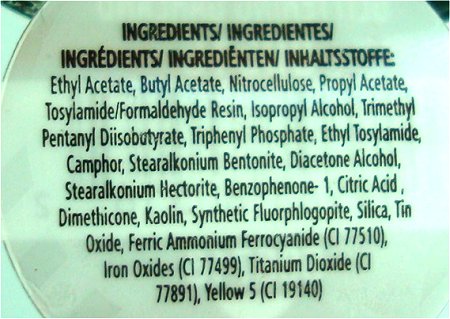 INGREDIENTS/ INGREDIENTES/
INGRÉDIENTS/ INGREDIËNTEN/ INHALTSSTOFFE:
Ethyl Acetate, Butyl Acetate, Nitrocellulose, Propyl Acetate,
Tosylamide/Formaldehyde Resin, Isopropyl Alcohol, Trimethyl
Pentanyl Diisobutyrate, Triphenyl Phosphate, Ethyl Tosylamide,
Camphor, Stearalkonium Bentonite, Diacetone Alcohol,
Stearalkonium Hectorite, Benzophenone- 1, Citric Acid ,
Dimethicone, Kaolin, Synthetic Fluorphlogopite, Silica, Tin
Oxide, Ferric Ammonium Ferrocyanide (CI 77510),
Iron Oxides (CI 77499), Titanium Dioxide (CI
77891), Yellow 5 (CI 19140)